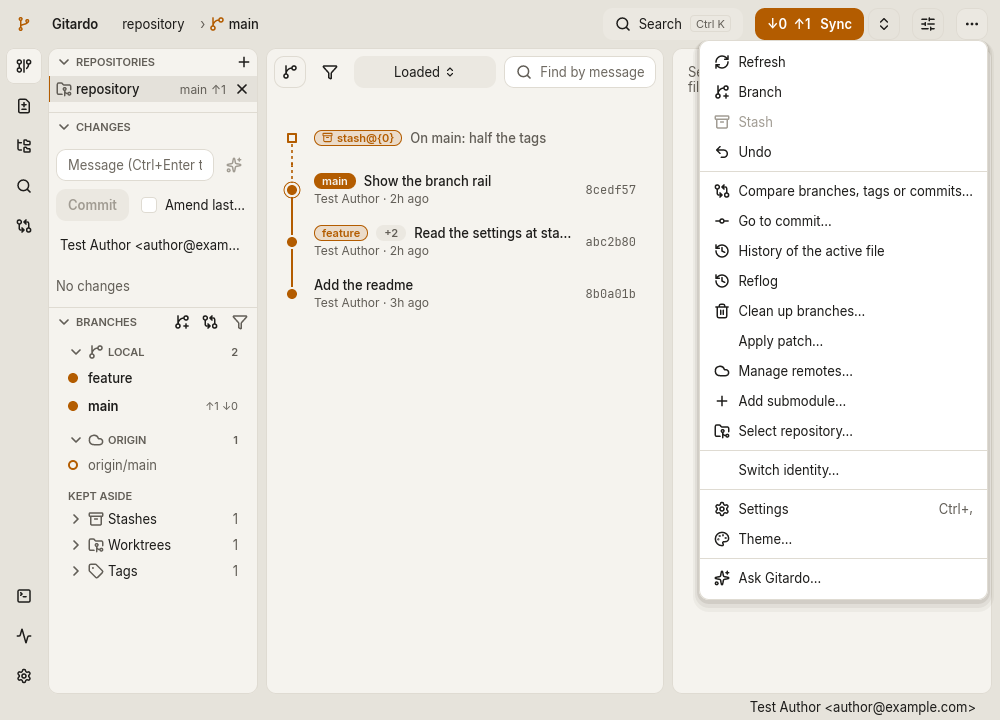 Gitardo
repository
main
Search
Ctrl K
↓0 ↑1 Sync
REPOSITORIES
repository
main ↑1
CHANGES
Message (Ctrl+Enter t
Commit
Amend last...
Test Author <author@exam...
No changes
BRANCHES
LOCAL
2
feature
main
↑1 ↓0
ORIGIN
1
origin/main
KEPT ASIDE
Stashes
1
Worktrees
1
Tags
1
Loaded
Find by message
stash@{0}
On main: half the tags
main
Show the branch rail
Test Author · 2h ago
8cedf57
feature
+2
Read the settings at sta...
Test Author · 2h ago
abc2b80
Add the readme
Test Author · 3h ago
8b0a01b
Refresh
Branch
Stash
Undo
Compare branches, tags or commits...
Go to commit...
History of the active file
Reflog
Clean up branches...
Apply patch...
Manage remotes...
Add submodule...
Select repository...
Switch identity...
Settings
Ctrl+,
Theme...
Ask Gitardo...
Test Author <author@example.com>